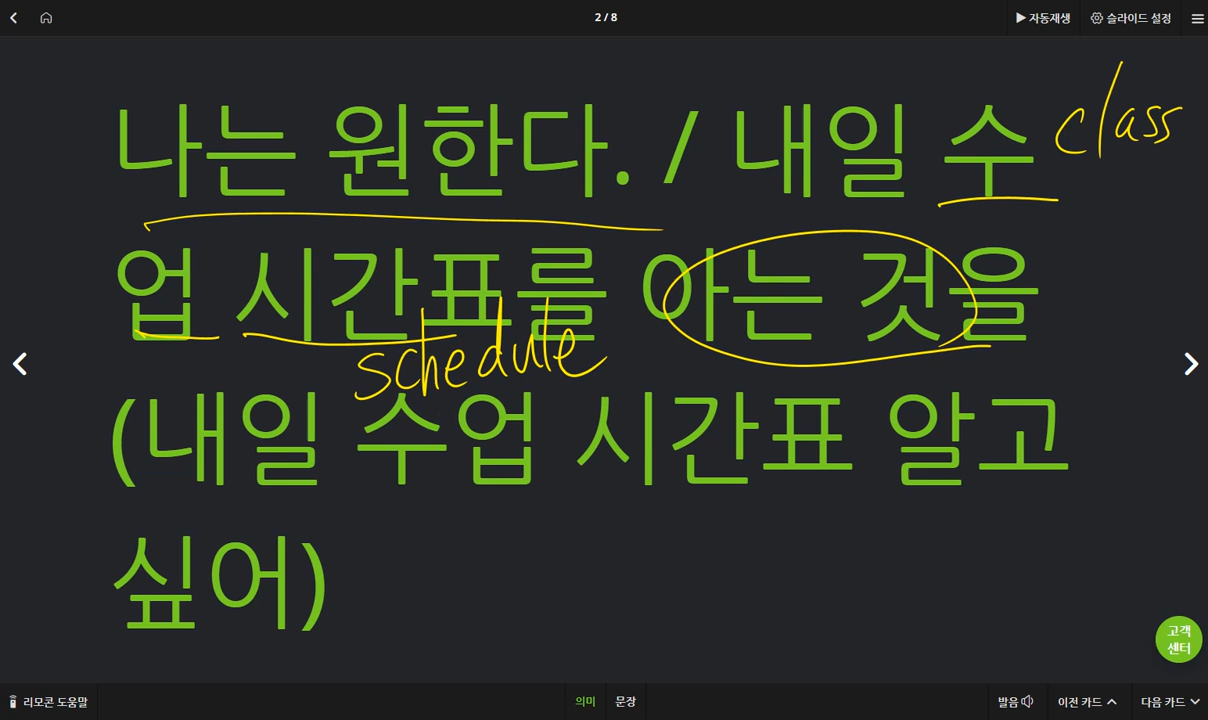 2 / 8
자동재생
슬라이드 설정
나는 원한다. / 내일 수
class
업 시간표를 아는 것을
schedule
(내일 수업 시간표 알고
싶어)
고객
센터
리모콘 도움말
의미
문장
발음
이전 카드
다음 카드